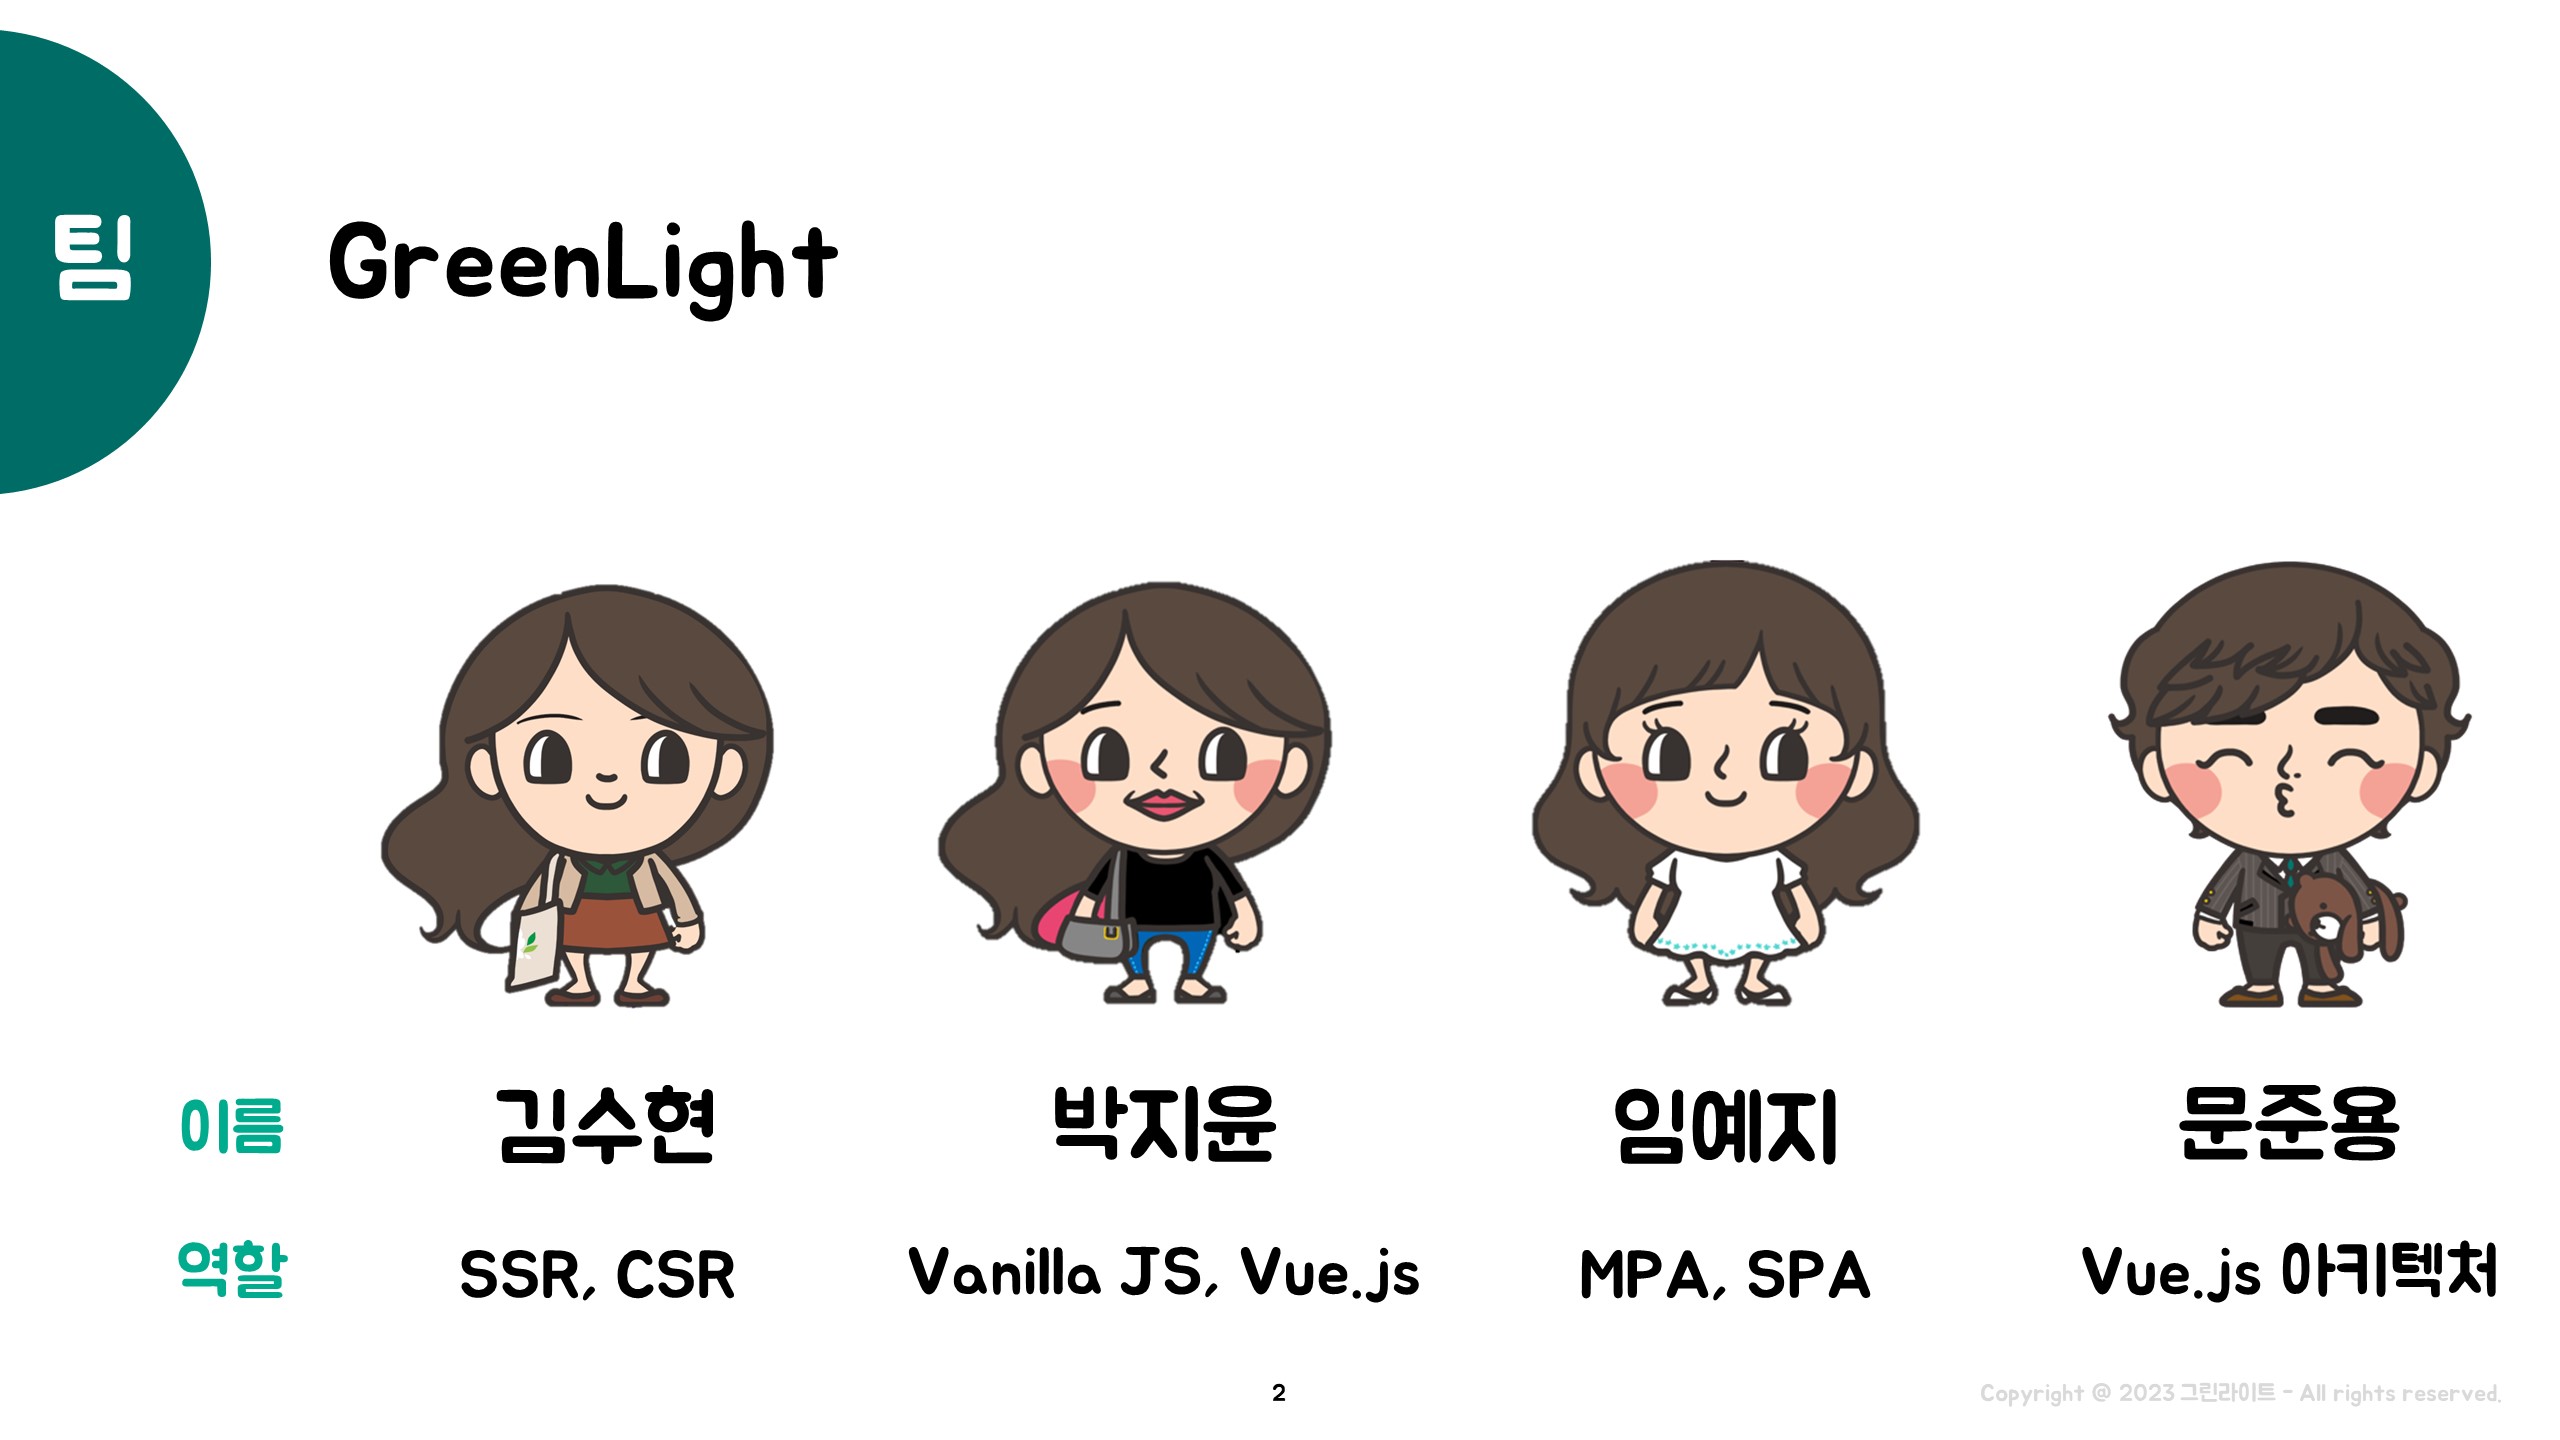 팀
GreenLight
이름 김수현 박지윤 임예지 문준용
역할 SSR, CSR Vanilla JS, Vue.js MPA, SPA Vue.js 아키텍처
2
Copyright @ 2023 그린라이트 - All rights reserved.